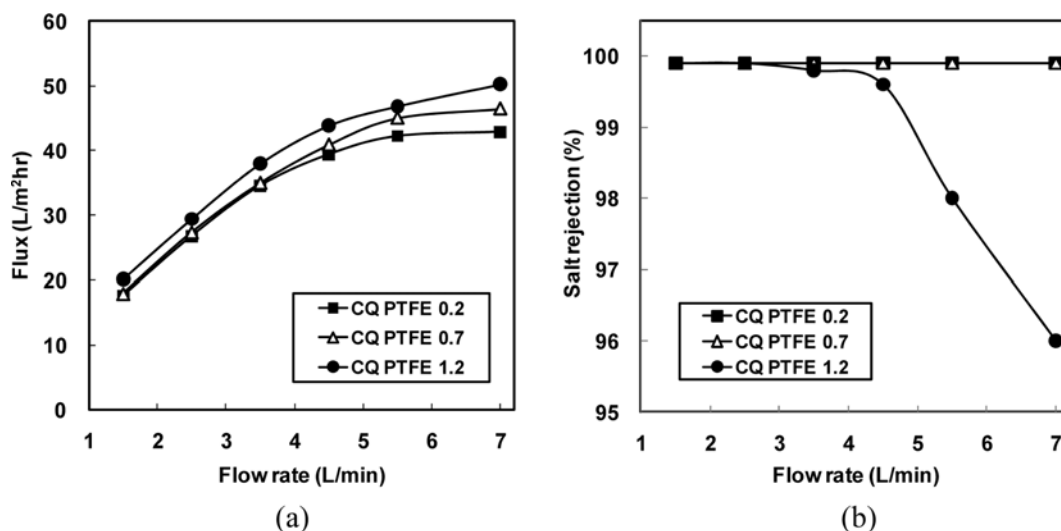 60
50
40
30
20
10
0
Flux (L/m²hr)
CQ PTFE 0.2
CQ PTFE 0.7
CQ PTFE 1.2
1 2 3 4 5 6 7
Flow rate (L/min)
(a)
100
99
98
97
96
95
Salt rejection (%)
CQ PTFE 0.2
CQ PTFE 0.7
CQ PTFE 1.2
1 2 3 4 5 6 7
Flow rate (L/min)
(b)